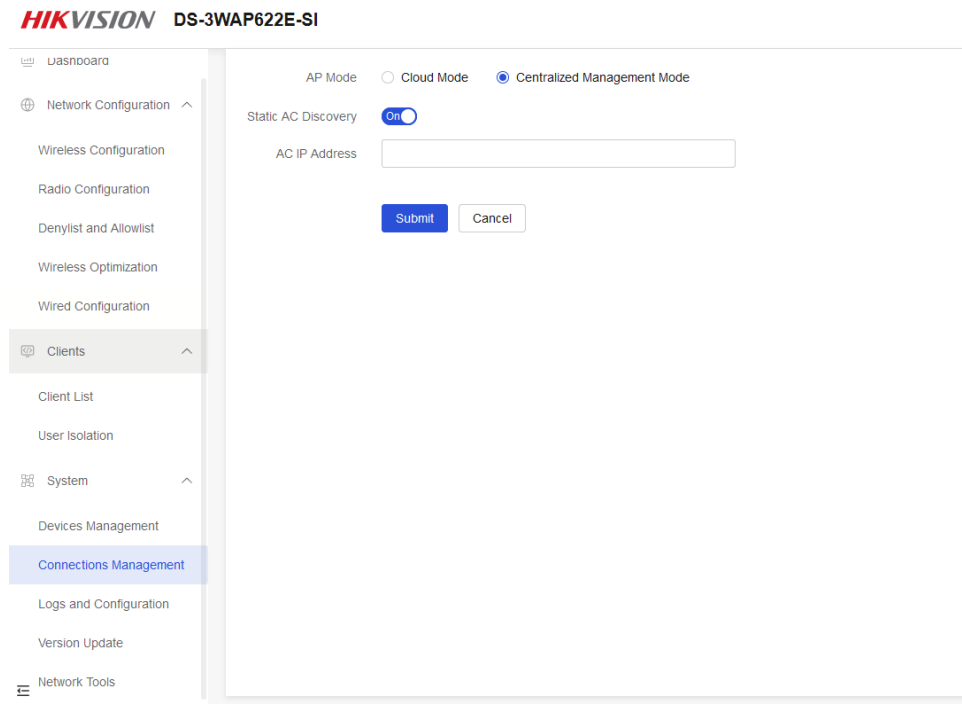 HIKVISION DS-3WAP622E-SI
Dashboard
Network Configuration
Wireless Configuration
Radio Configuration
Denylist and Allowlist
Wireless Optimization
Wired Configuration
Clients
Client List
User Isolation
System
Devices Management
Connections Management
Logs and Configuration
Version Update
Network Tools
AP Mode Cloud Mode Centralized Management Mode
Static AC Discovery On
AC IP Address
Submit Cancel